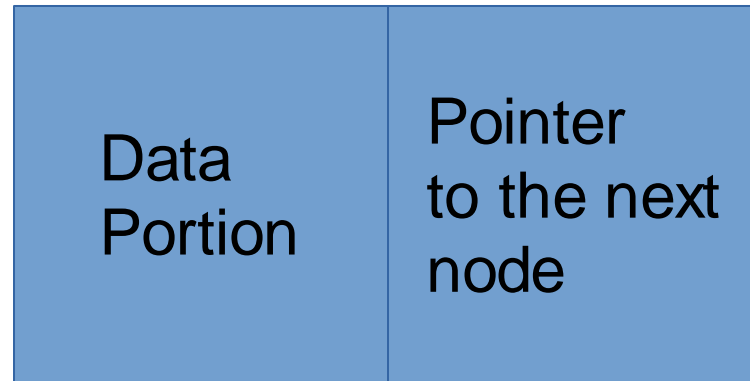 Data
Portion
Pointer
to the next
node